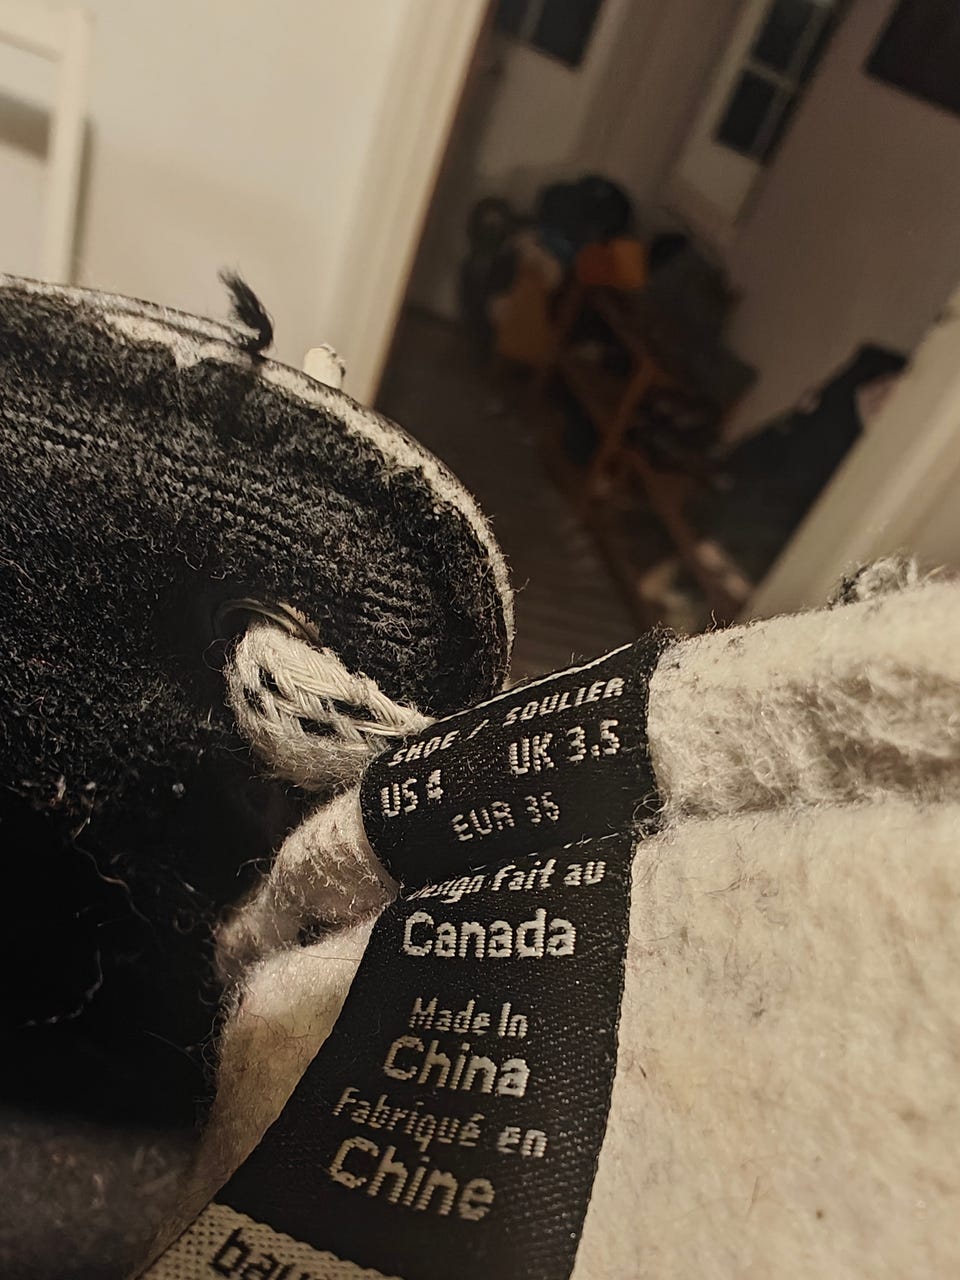 SHOE / SOULIER
US 4 UK 3.5
EUR 36
Design fait au
Canada
Made In
China
Fabriqué en
Chine